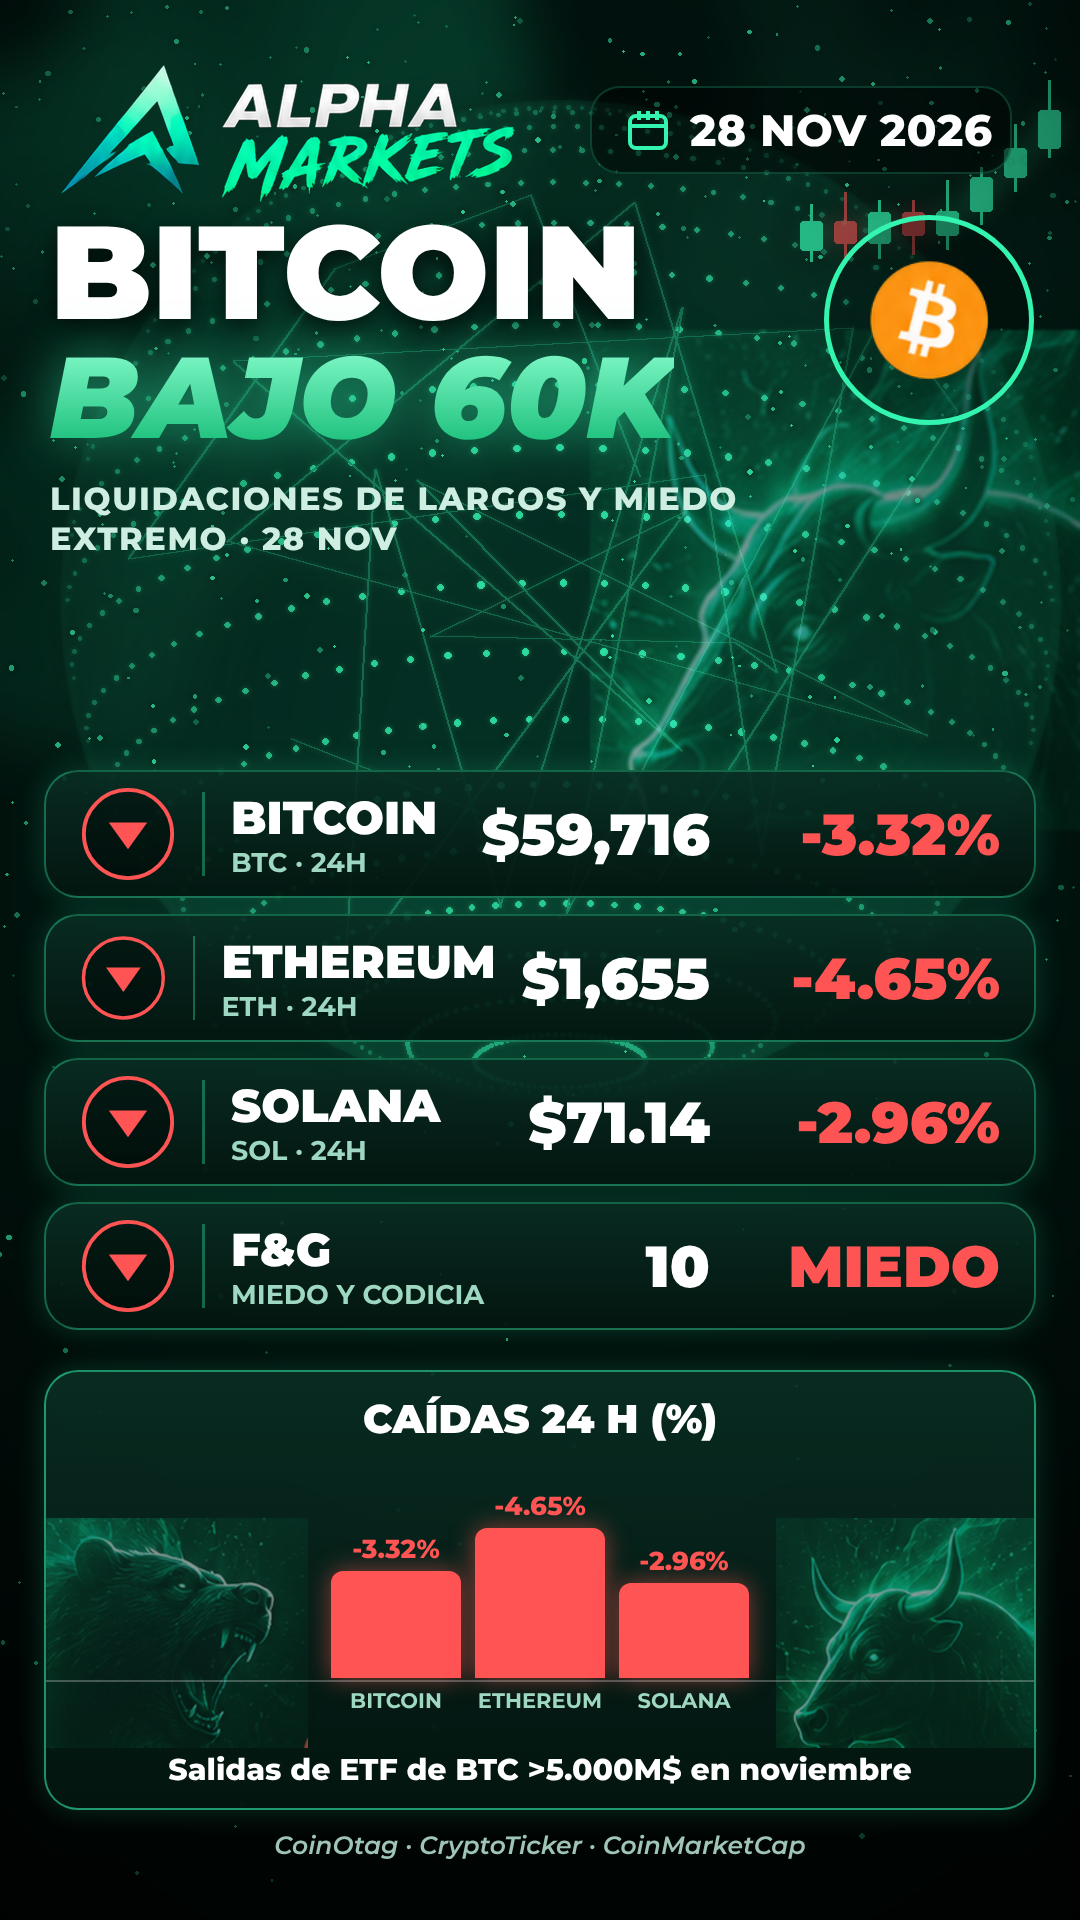 ALPHA
MARKETS
28 NOV 2026
BITCOIN
BAJO 60K
LIQUIDACIONES DE LARGOS Y MIEDO
EXTREMO • 28 NOV
BITCOIN
BTC · 24H
$59,716
-3.32%
ETHEREUM
ETH · 24H
$1,655
-4.65%
SOLANA
SOL · 24H
$71.14
-2.96%
F&G
MIEDO Y CODICIA
10
MIEDO
CAÍDAS 24 H (%)
-3.32%
-4.65%
-2.96%
BITCOIN
ETHEREUM
SOLANA
Salidas de ETF de BTC >5.000M$ en noviembre
CoinOtag · CryptoTicker · CoinMarketCap